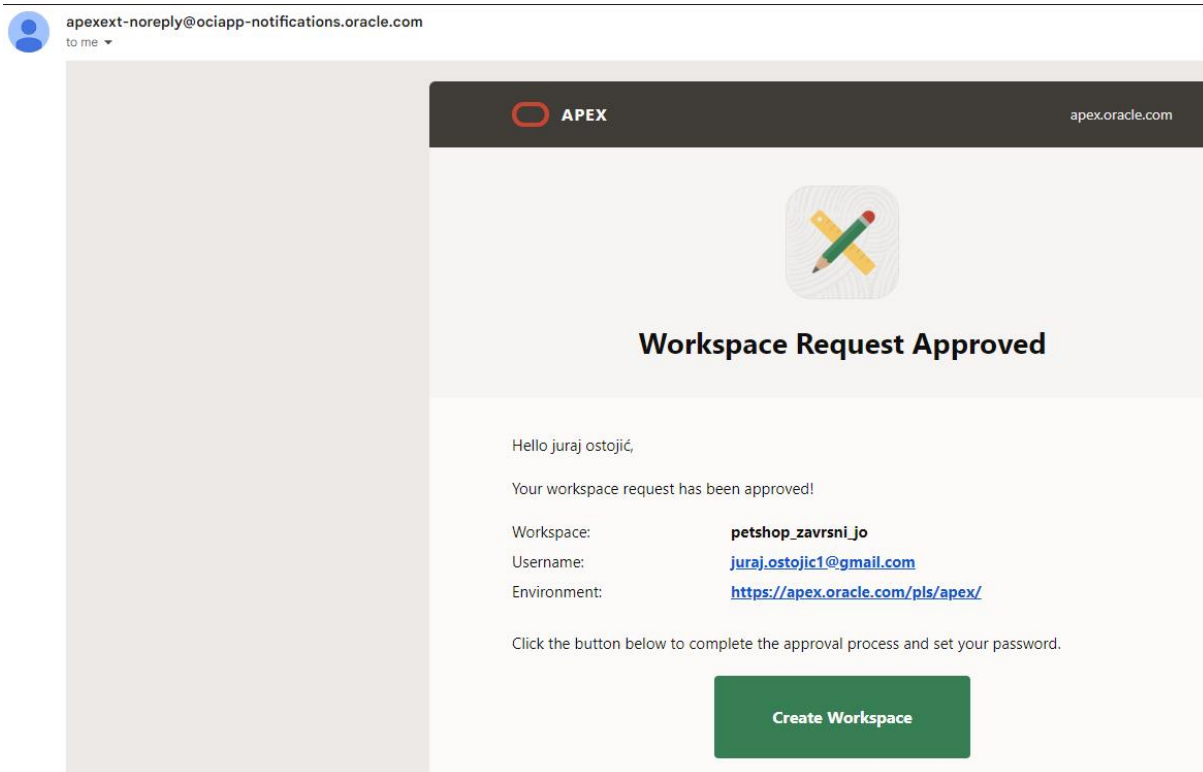 apexext-noreply@ociapp-notifications.oracle.com
to me
APEX
apex.oracle.com
Workspace Request Approved
Hello juraj ostojić,
Your workspace request has been approved!
Workspace: petshop_zavrsni_jo
Username: juraj.ostojic1@gmail.com
Environment: https://apex.oracle.com/pls/apex/
Click the button below to complete the approval process and set your password.
Create Workspace